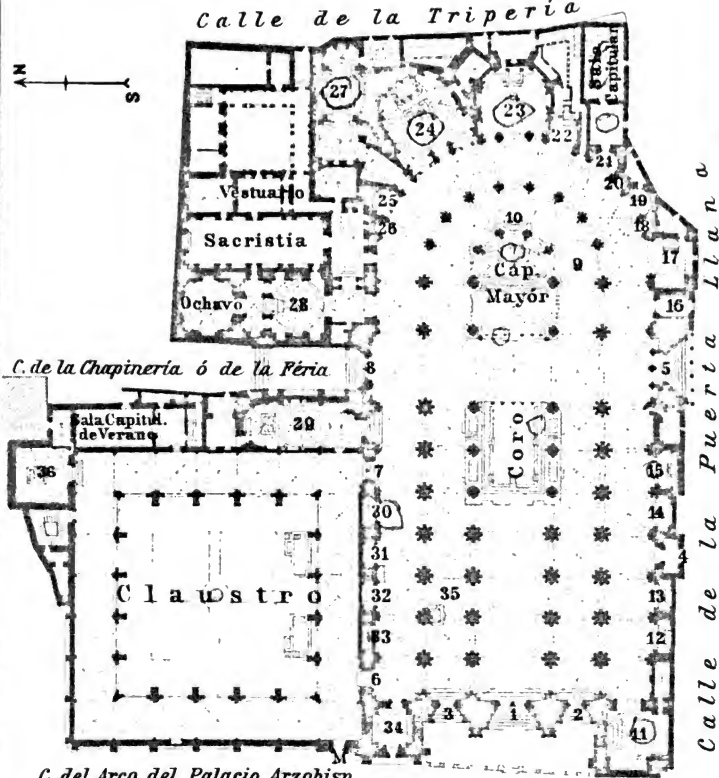 Calle de la Tripería
N
S
Sala
Capitular
27
23
24
22
21
Vestuario
25
20
19
26
10
18
Sacristia
9
17
Cap.
Ochavo
28
Mayór
16
C. de la Chapinería ó de la Féria
8
5
Sala Capitul.
de Verano
29
Coro
36
7
15
30
14
31
4
Claustro
32
35
13
33
12
6
34
3
1
2
11
C. del Arco del Palacio Arzobisp.
Calle de la Puerta Llana